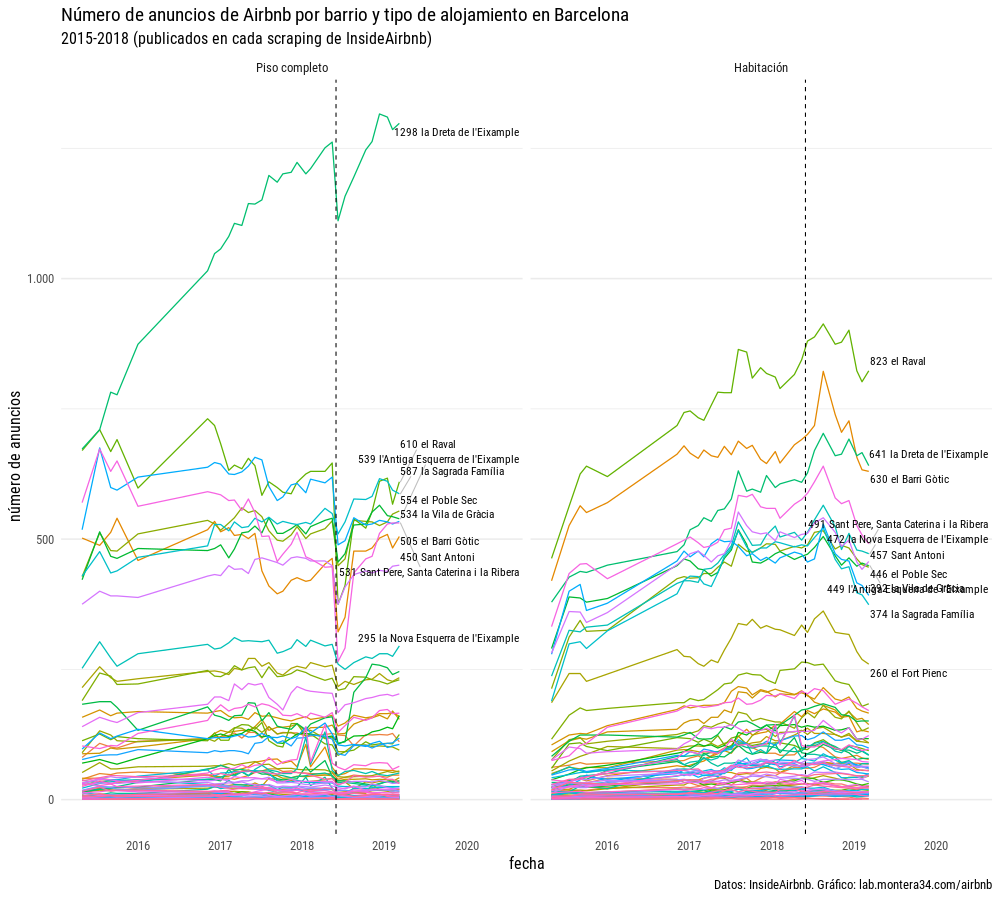 Número de anuncios de Airbnb por barrio y tipo de alojamiento en Barcelona
2015-2018 (publicados en cada scraping de InsideAirbnb)
Piso completo
Habitación
número de anuncios
1.000
500
0
1298 la Dreta de l'Eixample
610 el Raval
539 l'Antiga Esquerra de l'Eixample
587 la Sagrada Família
554 el Poble Sec
534 la Vila de Gràcia
505 el Barri Gòtic
450 Sant Antoni
531 Sant Pere, Santa Caterina i la Ribera
295 la Nova Esquerra de l'Eixample
823 el Raval
641 la Dreta de l'Eixample
630 el Barri Gòtic
491 Sant Pere, Santa Caterina i la Ribera
472 la Nova Esquerra de l'Eixample
457 Sant Antoni
446 el Poble Sec
449 l'Antiga Esquerra de l'Eixample
392 la Vila de Gràcia
374 la Sagrada Família
260 el Fort Pienc
2016 2017 2018 2019 2020
2016 2017 2018 2019 2020
fecha
Datos: InsideAirbnb. Gráfico: lab.montera34.com/airbnb